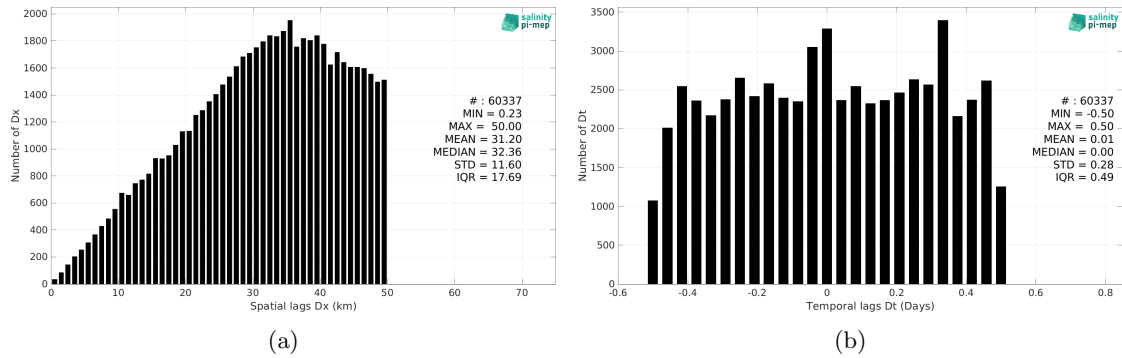 2000
1800
1600
1400
1200
1000
800
600
400
200
0
Number of Dx
salinity
pi-mep
# : 60337
MIN = 0.23
MAX = 50.00
MEAN = 31.20
MEDIAN = 32.36
STD = 11.60
IQR = 17.69
0 10 20 30 40 50 60 70
Spatial lags Dx (km)
(a)
3500
3000
2500
2000
1500
1000
500
0
Number of Dt
salinity
pi-mep
# : 60337
MIN = -0.50
MAX = 0.50
MEAN = 0.01
MEDIAN = 0.00
STD = 0.28
IQR = 0.49
-0.6 -0.4 -0.2 0 0.2 0.4 0.6 0.8
Temporal lags Dt (Days)
(b)